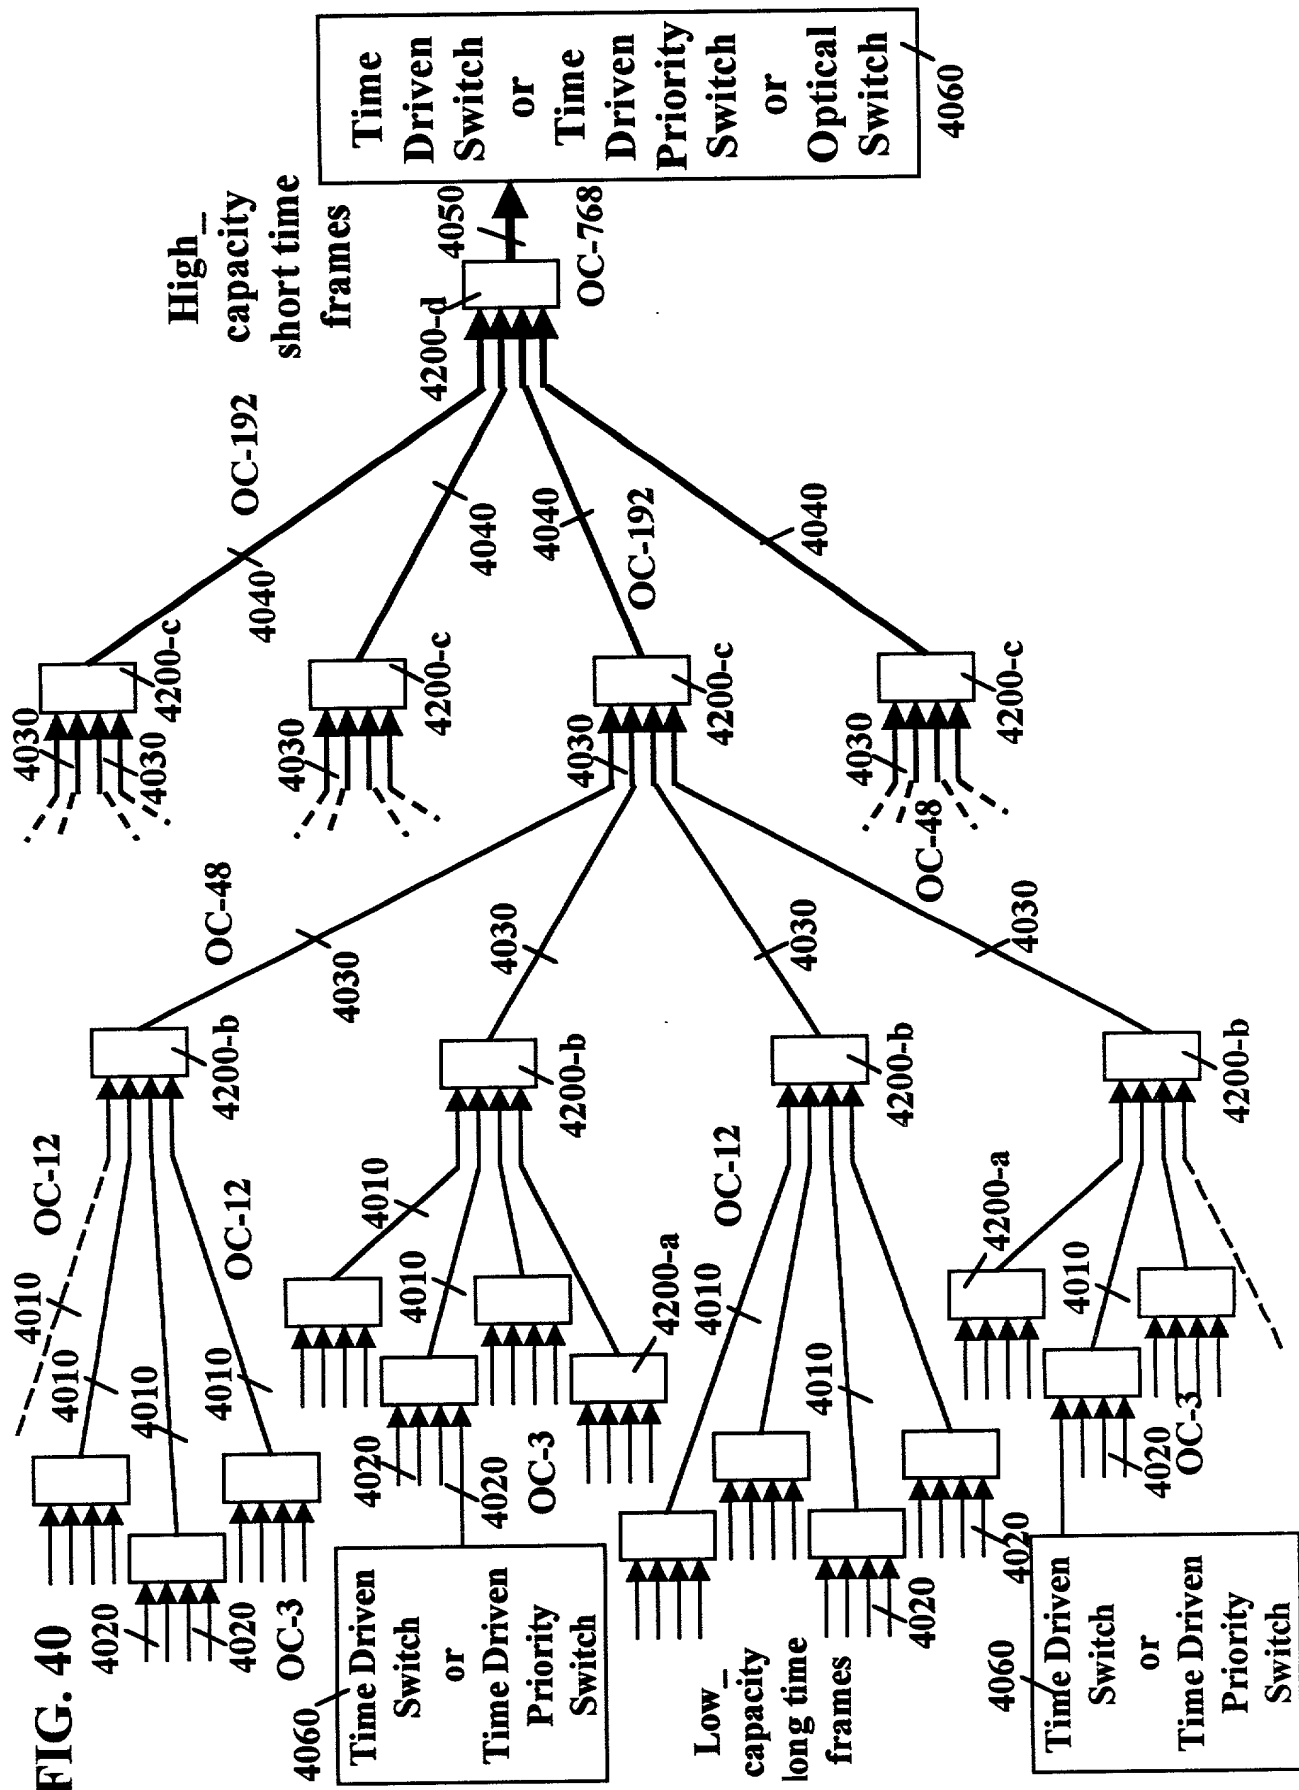 FIG. 40
4010
OC-12
4030
4010
4020
4010
4030
4200-c
High_
capacity
short time
frames
4010
OC-12
4200-b
OC-48
4020
OC-3
4040
OC-192
4060
Time Driven
Switch
or
Time Driven
Priority
Switch
4030
4030
4010
4020
4010
4200-c
4200-d
4050
Time
Driven
Switch
or
Time
Driven
Priority
Switch
or
Optical
Switch
4060
4040
4020
4030
OC-3
4040
4200-b
4030
OC-768
4200-a
OC-192
4010
OC-12
4200-c
Low_
capacity
long time
frames
4030
4040
4010
4030
4200-b
4020
OC-48
4060
4020
4200-a
4200-c
4030
Time Driven
Switch
or
Time Driven
Priority
Switch
4010
4020
OC-3
4200-b